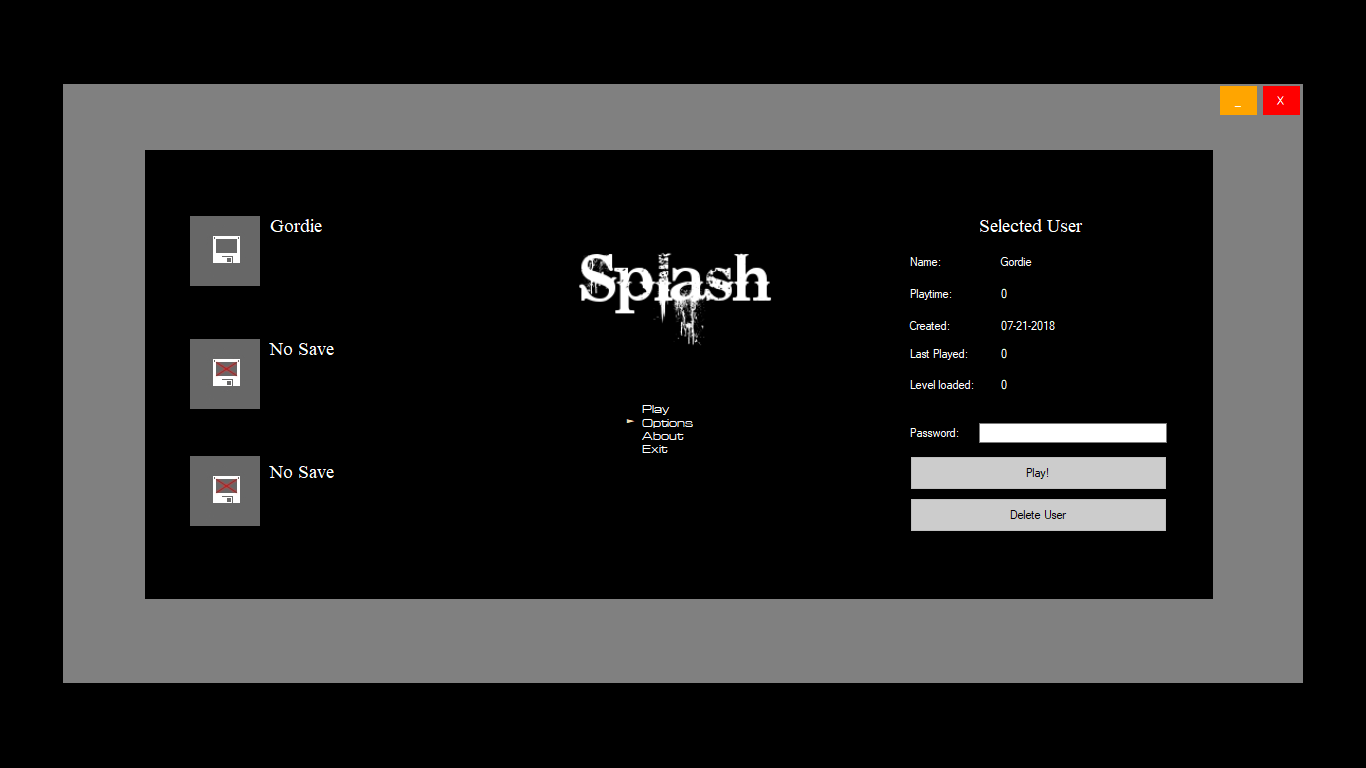 _ X
Gordie
No Save
No Save
Splash
Play
Options
About
Exit
Selected User
Name: Gordie
Playtime: 0
Created: 07-21-2018
Last Played: 0
Level loaded: 0
Password:
Play!
Delete User